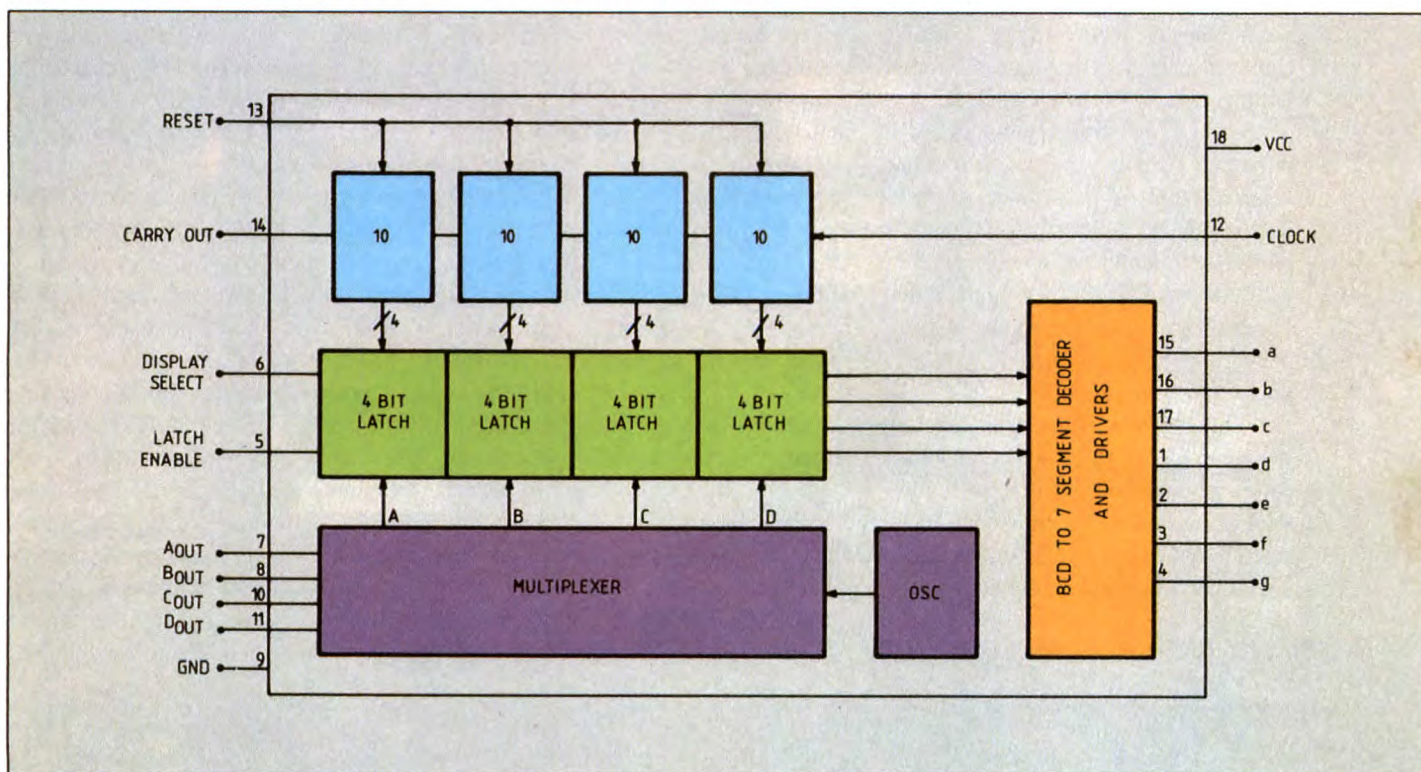 RESET
13
18
VCC
CARRY OUT
14
10
10
10
10
12
CLOCK
4
4
4
4
DISPLAY
SELECT
6
4 BIT
LATCH
4 BIT
LATCH
4 BIT
LATCH
4 BIT
LATCH
LATCH
ENABLE
5
A
B
C
D
AOUT
7
BOUT
8
COUT
10
DOUT
11
GND
9
MULTIPLEXER
OSC
BCD TO 7 SEGMENT DECODER
AND DRIVERS
15
a
16
b
17
c
1
d
2
e
3
f
4
g